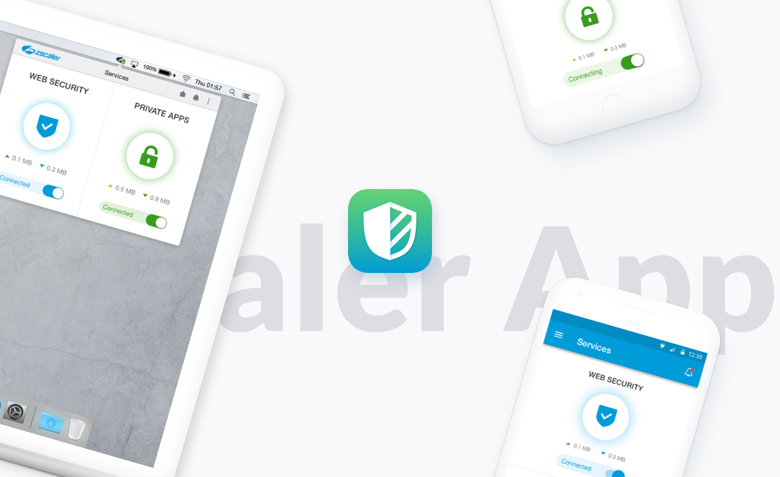 zscaler
100%
Thu 01:57
Services
WEB SECURITY
PRIVATE APPS
0.1 MB 0.3 MB
0.5 MB 0.9 MB
Connected
Connected
0.1 MB 0.3 MB
Connecting
aler App
12:30
Services
WEB SECURITY
0.1 MB 0.3 MB
Connected